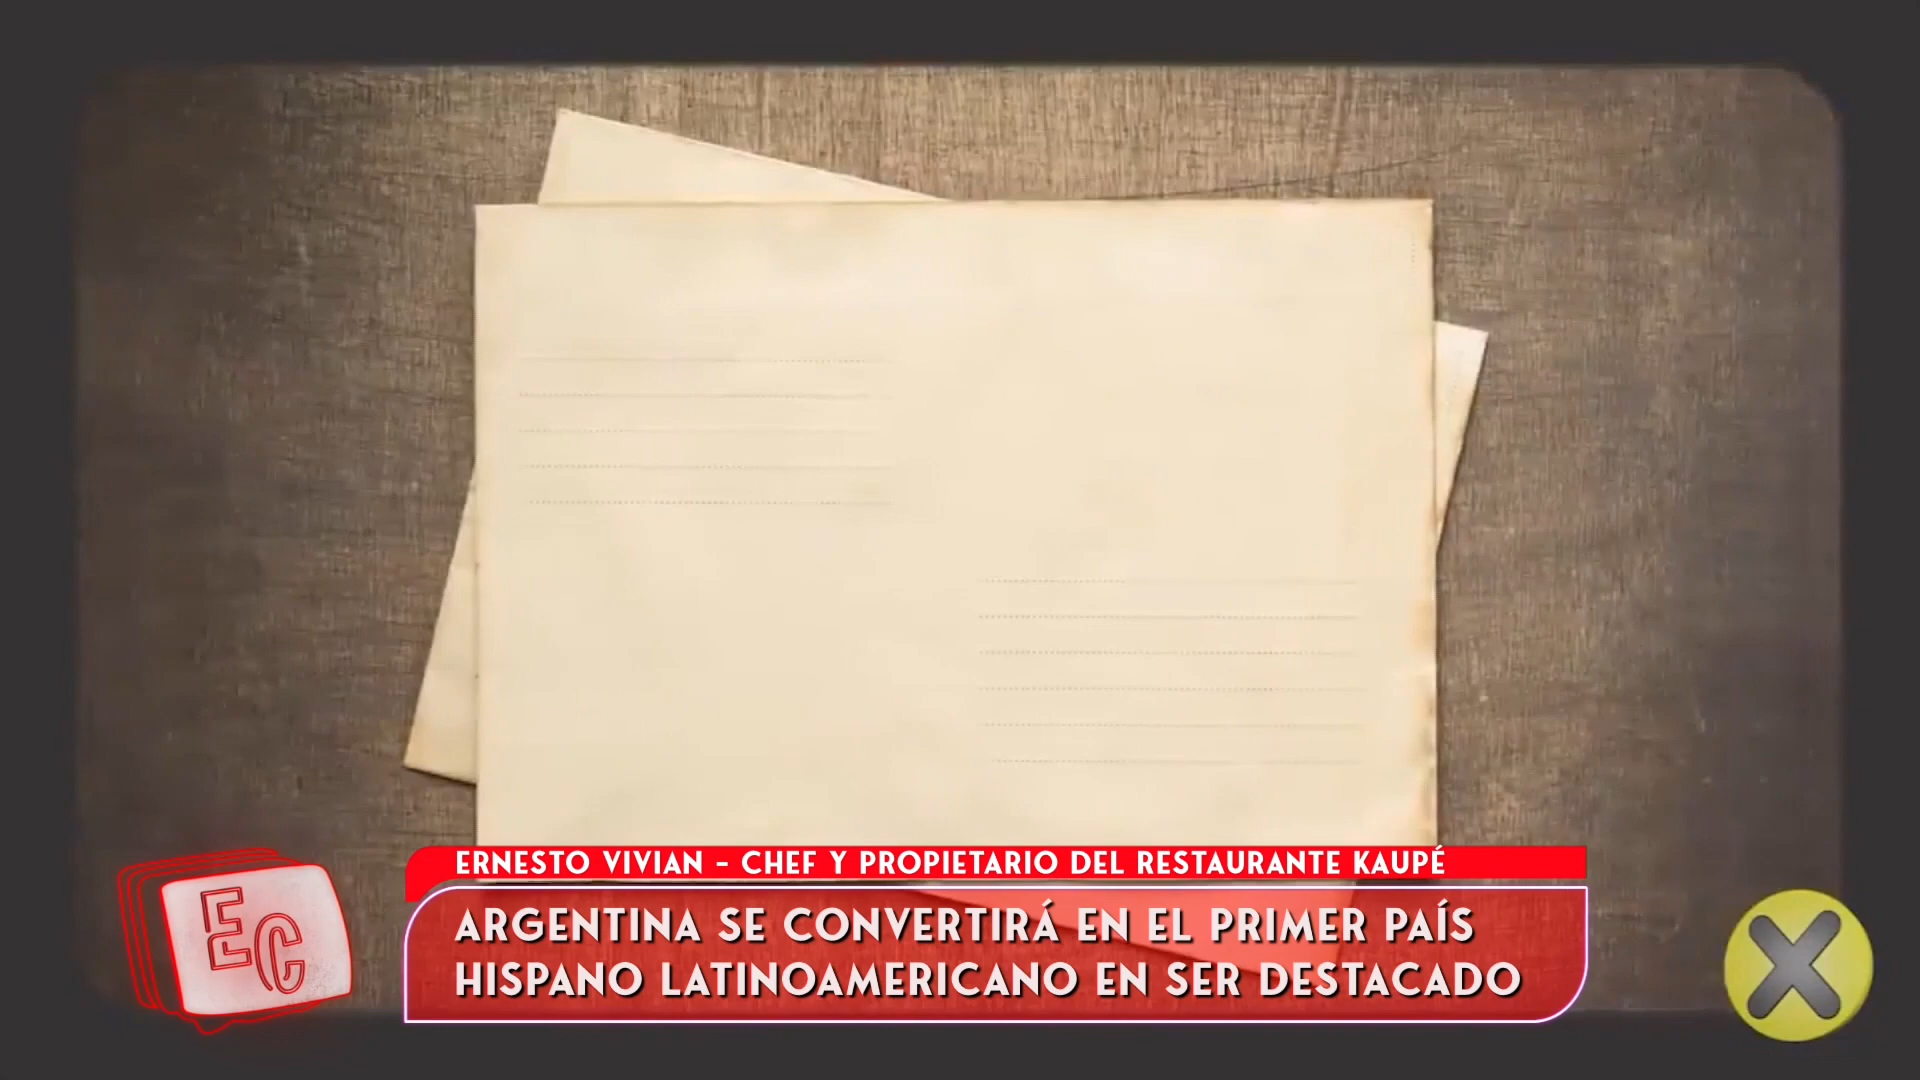 ERNESTO VIVIAN - CHEF Y PROPIETARIO DEL RESTAURANTE KAUPÉ
ARGENTINA SE CONVERTIRÁ EN EL PRIMER PAÍS
HISPANO LATINOAMERICANO EN SER DESTACADO
EC
X